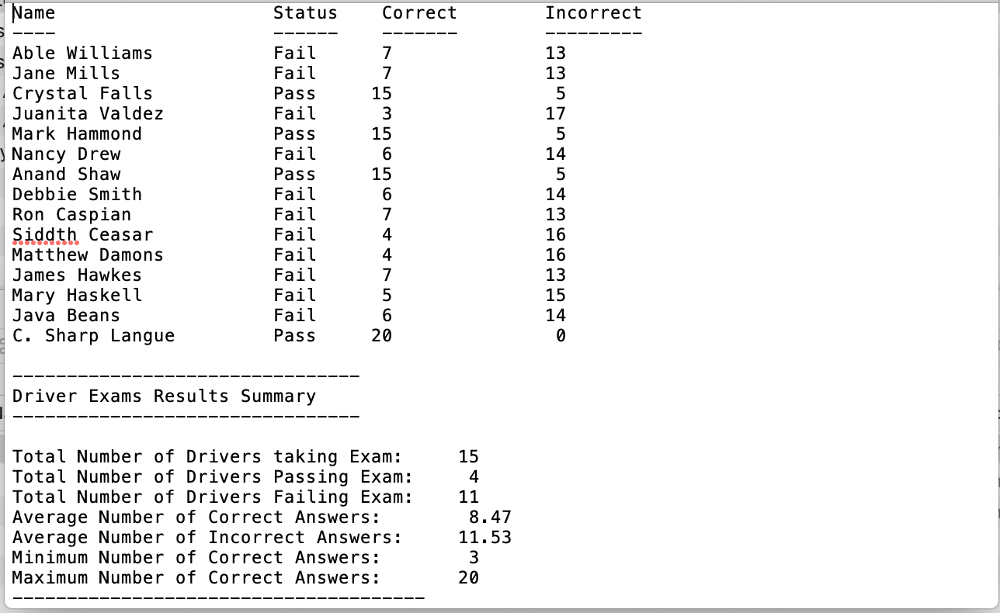 Name                    Status    Correct        Incorrect
----                    ------    -------        ---------
Able Williams           Fail       7              13
Jane Mills              Fail       7              13
Crystal Falls           Pass     15               5
Juanita Valdez          Fail       3              17
Mark Hammond            Pass     15               5
Nancy Drew              Fail       6              14
Anand Shaw              Pass     15               5
Debbie Smith            Fail       6              14
Ron Caspian             Fail       7              13
Siddth Ceasar           Fail       4              16
Matthew Damons          Fail       4              16
James Hawkes            Fail       7              13
Mary Haskell            Fail       5              15
Java Beans              Fail       6              14
C. Sharp Langue         Pass     20               0
--------------------------------
Driver Exams Results Summary
--------------------------------
Total Number of Drivers taking Exam:     15
Total Number of Drivers Passing Exam:     4
Total Number of Drivers Failing Exam:    11
Average Number of Correct Answers:        8.47
Average Number of Incorrect Answers:     11.53
Minimum Number of Correct Answers:        3
Maximum Number of Correct Answers:       20
--------------------------------------